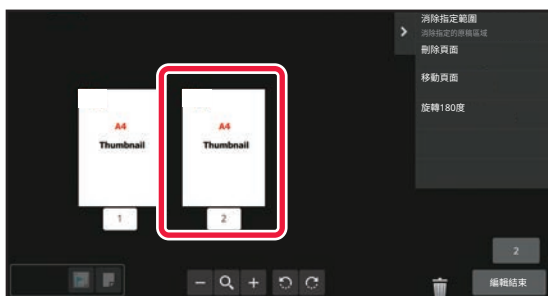 消除指定範圍
消除指定的原稿區域
刪除頁面
移動頁面
旋轉180度
A4
Thumbnail
1
A4
Thumbnail
2
2
編輯結束